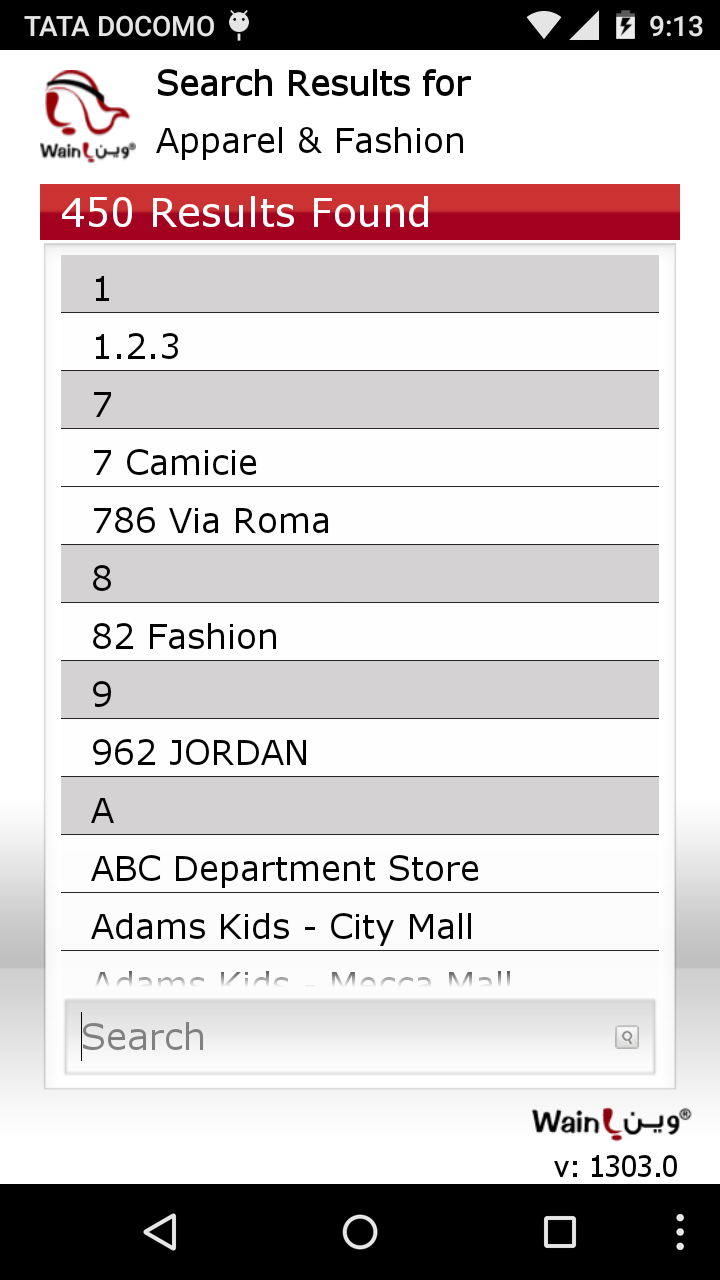 TATA DOCOMO
9:13
Search Results for
Apparel & Fashion
Wain وين®
450 Results Found
1
1.2.3
7
7 Camicie
786 Via Roma
8
82 Fashion
9
962 JORDAN
A
ABC Department Store
Adams Kids - City Mall
Adams Kids - Mecca Mall
Search
Wain وين®
v: 1303.0